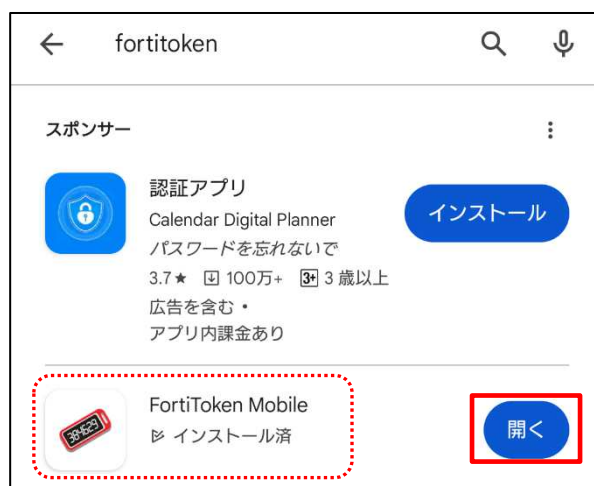 fortitoken
スポンサー
認証アプリ
Calendar Digital Planner
パスワードを忘れないで
3.7★ 100万+ 3+ 3 歳以上
広告を含む・
アプリ内課金あり
インストール
FortiToken Mobile
インストール済
開く
384629